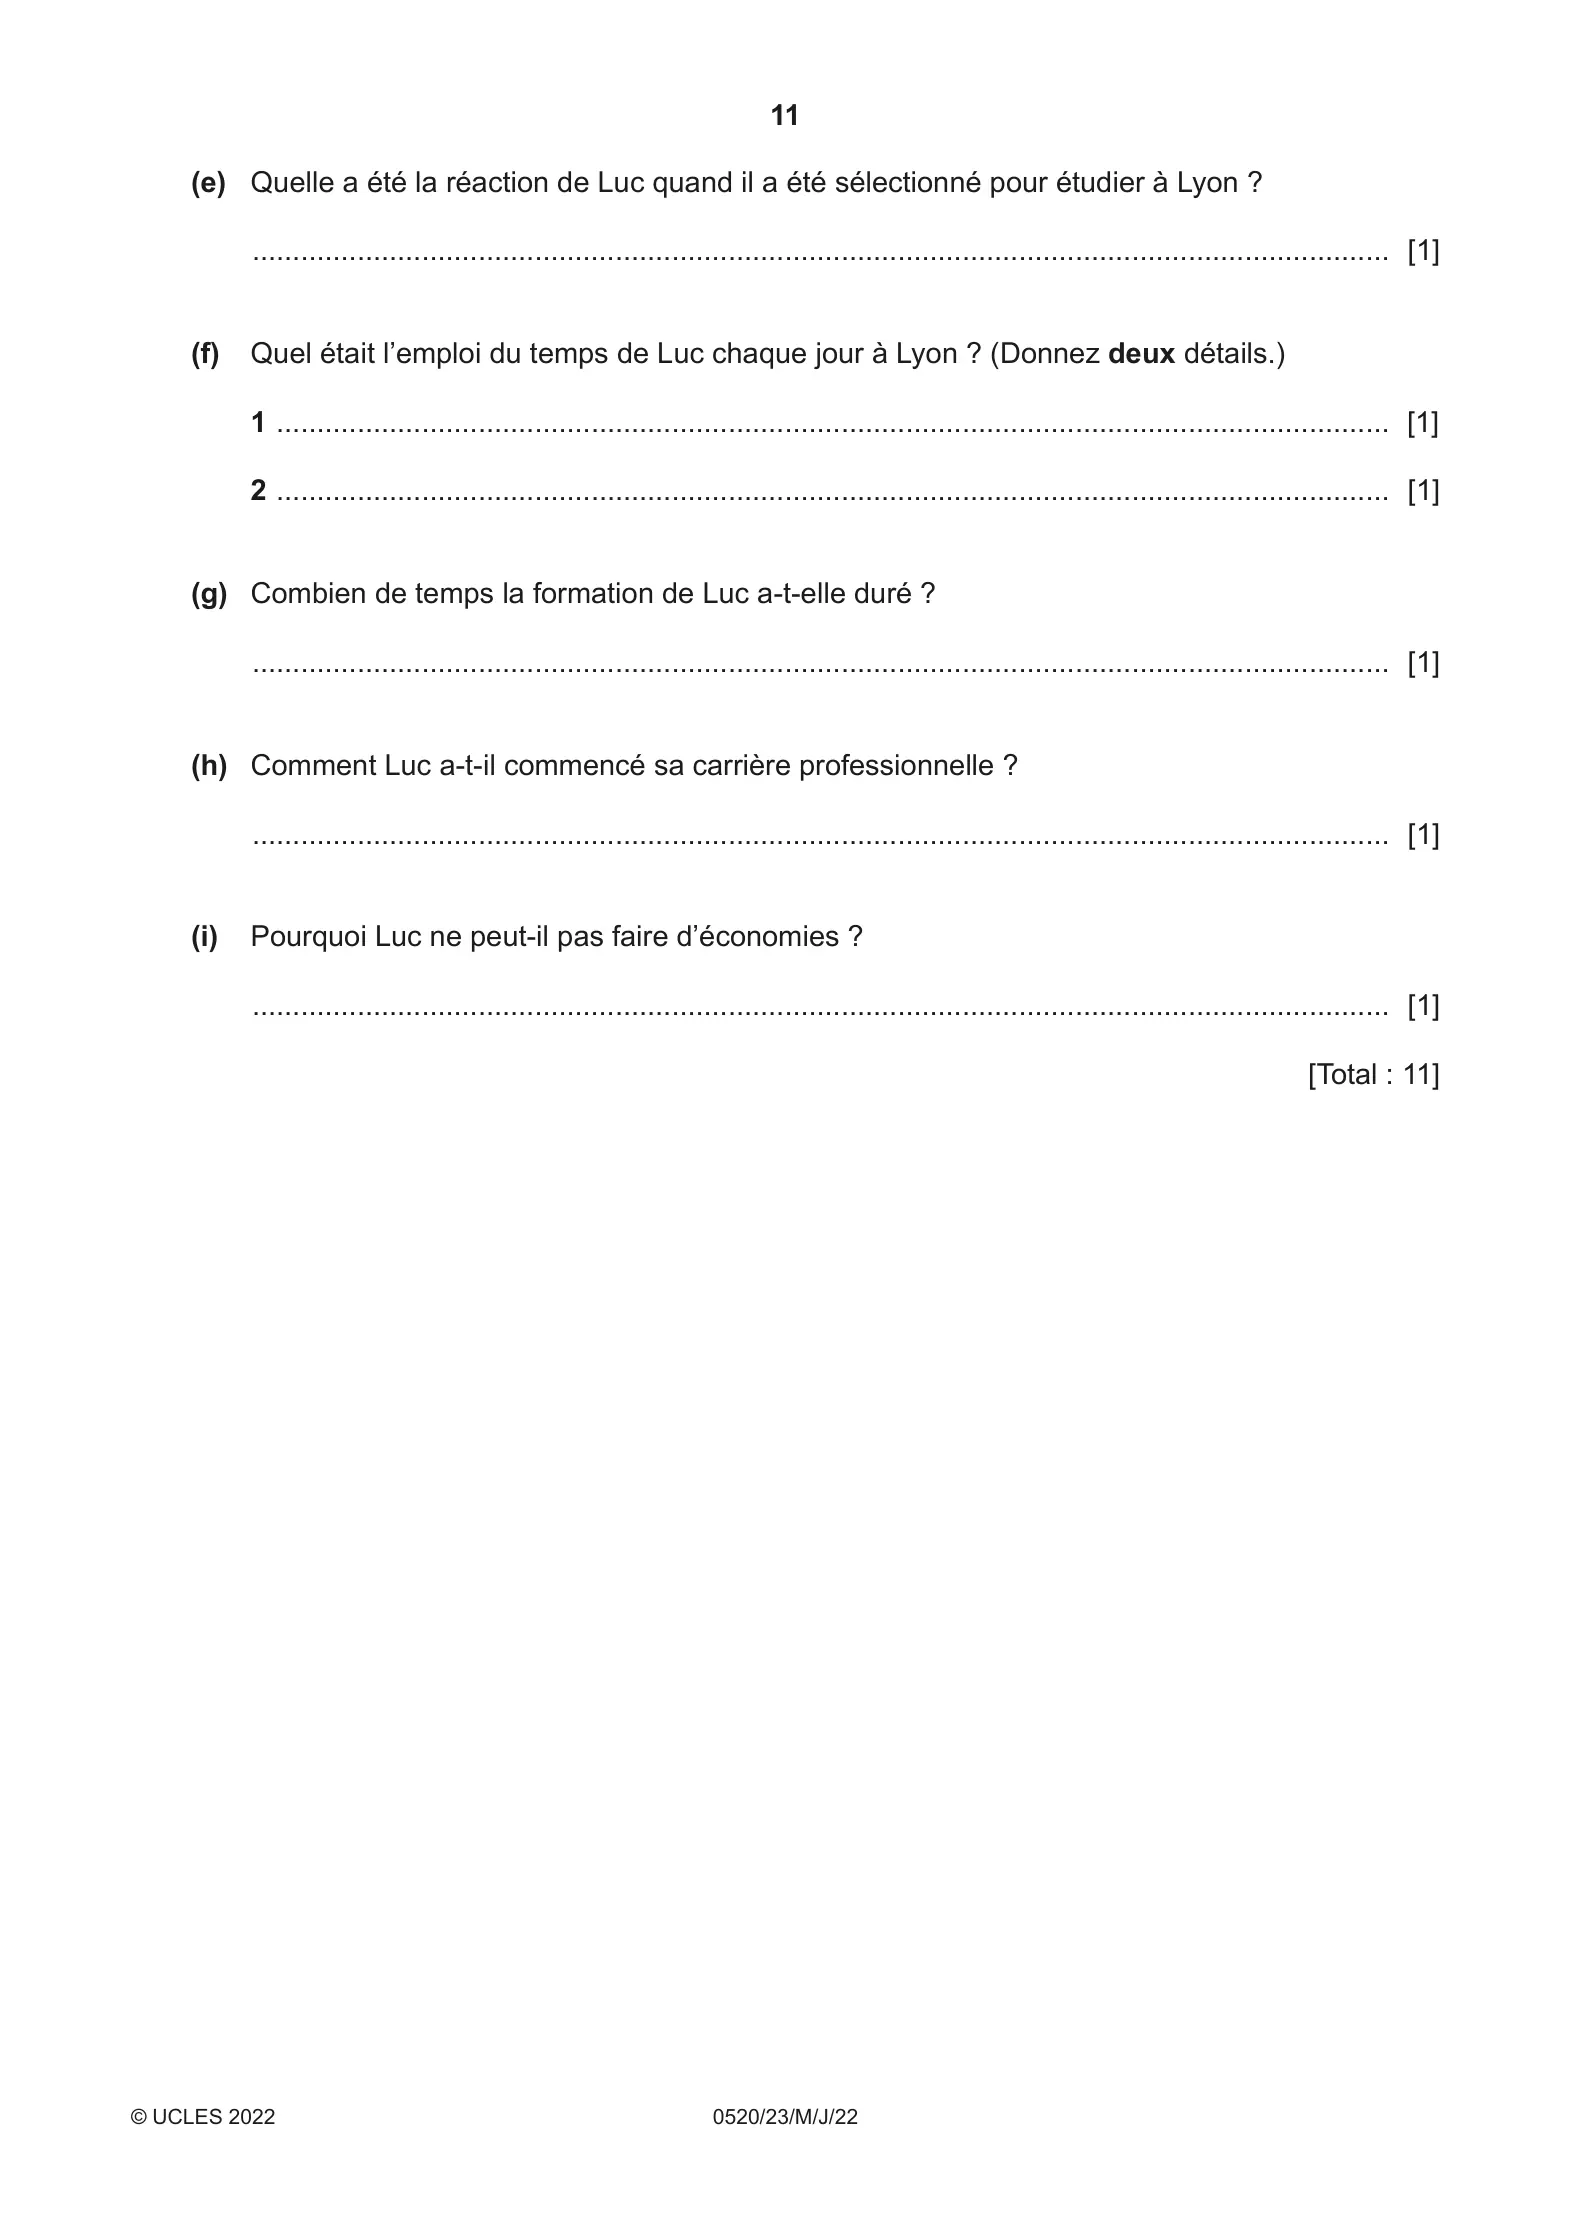 11
(e) Quelle a été la réaction de Luc quand il a été sélectionné pour étudier à Lyon ?
.......................................................................................................................................... [1]
(f) Quel était l’emploi du temps de Luc chaque jour à Lyon ? (Donnez deux détails.)
1 ....................................................................................................................................... [1]
2 ....................................................................................................................................... [1]
(g) Combien de temps la formation de Luc a-t-elle duré ?
.......................................................................................................................................... [1]
(h) Comment Luc a-t-il commencé sa carrière professionnelle ?
.......................................................................................................................................... [1]
(i) Pourquoi Luc ne peut-il pas faire d’économies ?
.......................................................................................................................................... [1]
[Total : 11]
© UCLES 2022 0520/23/M/J/22